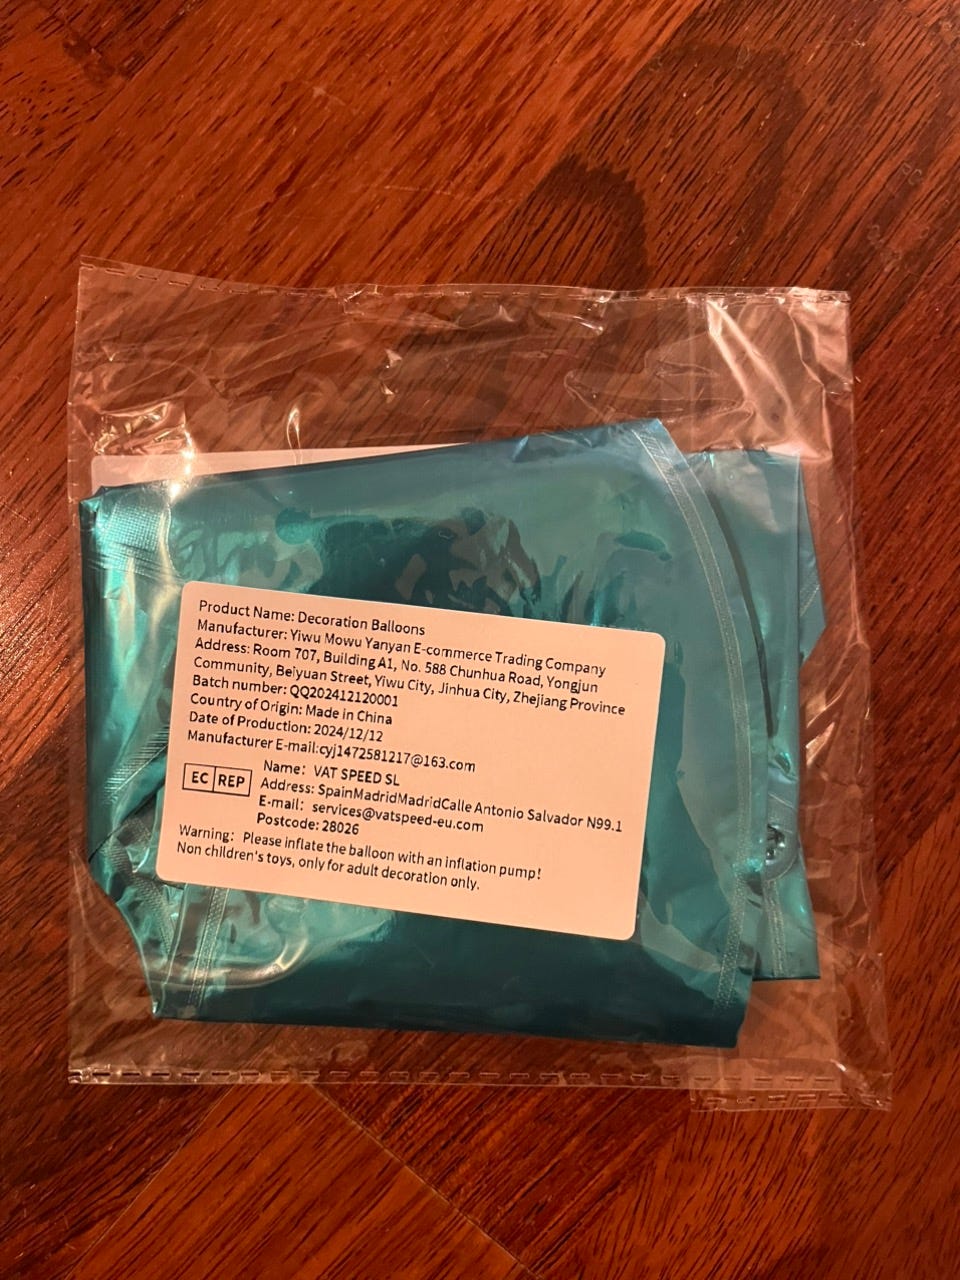 Product Name: Decoration Balloons
Manufacturer: Yiwu Mowu Yanyan E-commerce Trading Company
Address: Room 707, Building A1, No. 588 Chunhua Road, Yongjun
Community, Beiyuan Street, Yiwu City, Jinhua City, Zhejiang Province
Batch number: QQ202412120001
Country of Origin: Made in China
Date of Production: 2024/12/12
Manufacturer E-mail:cyj1472581217@163.com
EC REP
Name: VAT SPEED SL
Address: SpainMadridMadridCalle Antonio Salvador N99.1
E-mail: services@vatspeed-eu.com
Postcode: 28026
Warning: Please inflate the balloon with an inflation pump!
Non children's toys, only for adult decoration only.